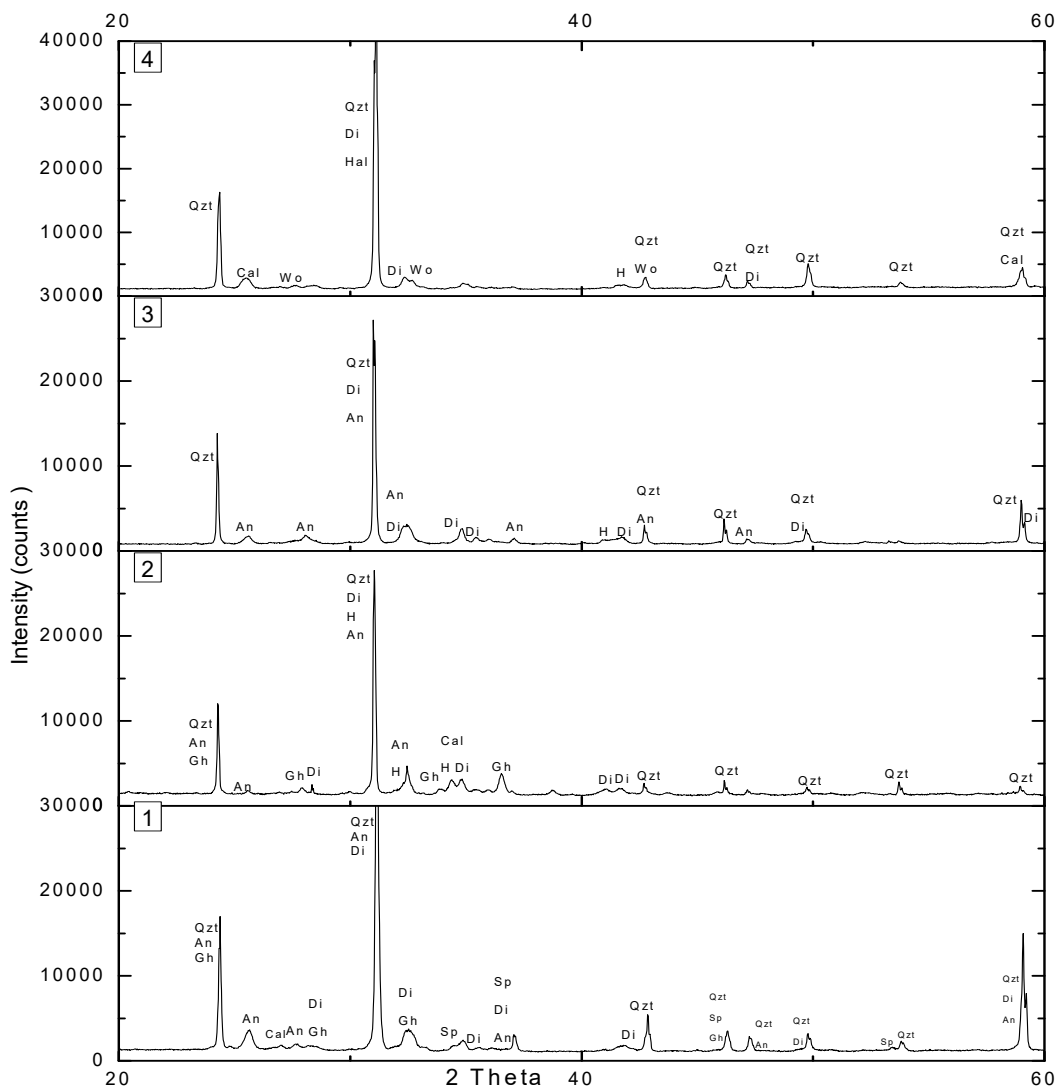 20 40 60
40000
4
30000
20000
10000
30000 0
Qzt
Cal
Wo
Qzt
Di
Hal
Di Wo
H
Qzt
Wo
Qzt
Qzt
Di
Qzt
Qzt
Qzt
Cal
3
20000
10000
30000 0
Qzt
An
An
Qzt
Di
An
An
Di
Di
Di
An
H Di
Qzt
An
Qzt
An
Qzt
Di
Qzt
Di
Intensity (counts )
2
20000
10000
30000 0
Qzt
An
Gh
An
Gh
Di
Qzt
Di
H
An
An
H
Gh
Cal
H Di
Gh
Di Di
Qzt
Qzt
Qzt
Qzt
Qzt
1
20000
10000
0
Qzt
An
Gh
An
Cal
An
Di
Gh
Qzt
An
Di
Di
Gh
Sp
Di
Sp
Di
An
Di
Qzt
Qzt
Sp
Gh
Qzt
An
Qzt
Di
Sp
Qzt
Qzt
Di
An
20 2 Theta 40 60